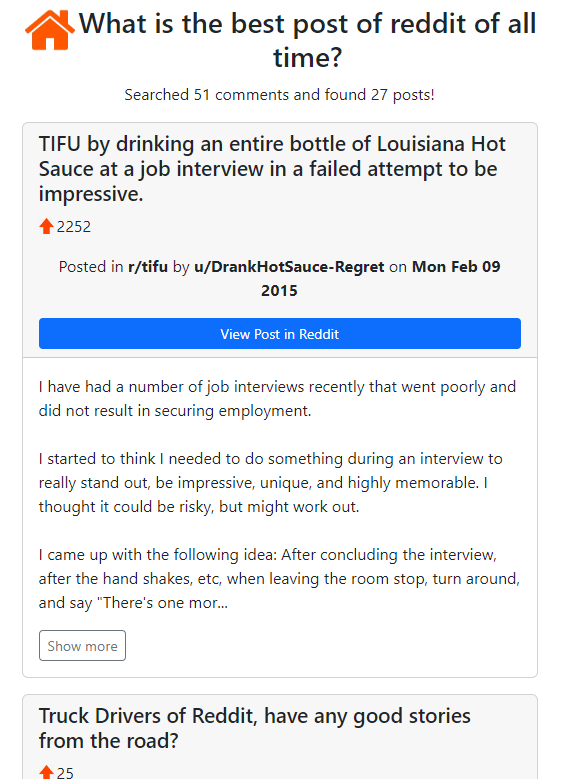 What is the best post of reddit of all
time?
Searched 51 comments and found 27 posts!
TIFU by drinking an entire bottle of Louisiana Hot
Sauce at a job interview in a failed attempt to be
impressive.
2252
Posted in r/tifu by u/DrankHotSauce-Regret on Mon Feb 09
2015
View Post in Reddit
I have had a number of job interviews recently that went poorly and
did not result in securing employment.
I started to think I needed to do something during an interview to
really stand out, be impressive, unique, and highly memorable. I
thought it could be risky, but might work out.
I came up with the following idea: After concluding the interview,
after the hand shakes, etc, when leaving the room stop, turn around,
and say "There's one mor...
Show more
Truck Drivers of Reddit, have any good stories
from the road?
25